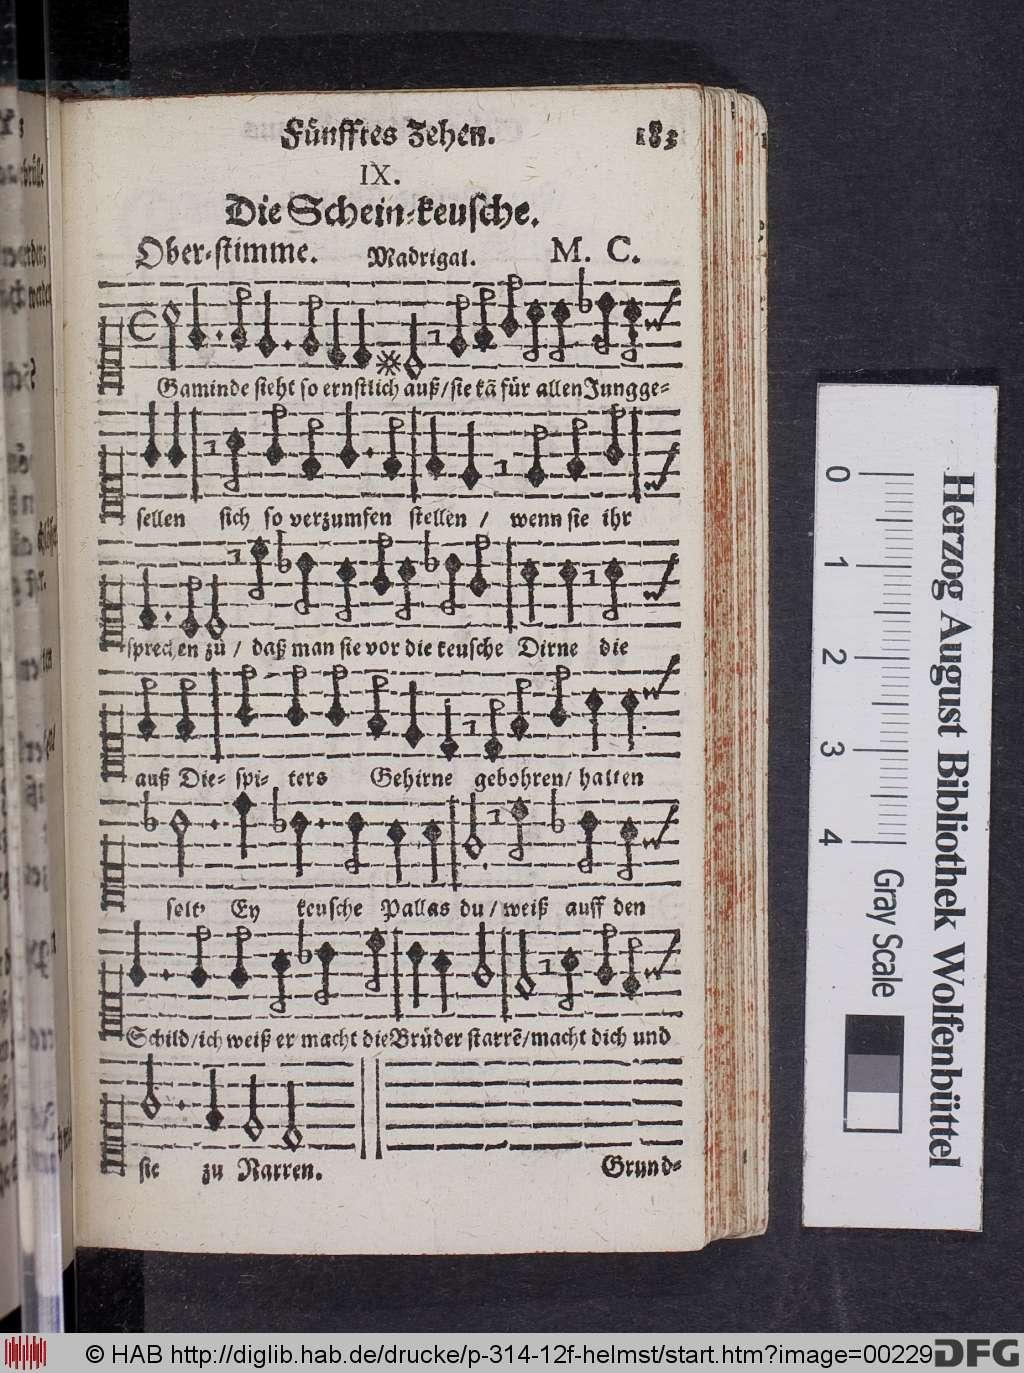 Fünfftes Zehen. 183
IX.
Die Schein-keusche.
Ober-stimme. Madrigal. M. C.
Gaminde sieht so ernstlich auß/sie kā für allen Jungge-
sellen sich so verzumfen stellen / wenn sie ihr
sprechen zu / daß man sie vor die keusche Dirne die
auß Die- spi- ters Gehirne gebohren/ halten
solt Ey keusche Pallas du / weiß auff den
Schild/ich weiß er macht die Brüder starrē/macht dich und
sie zu Narren. Grund-
0 1 2 3 4
Gray Scale
Herzog August Bibliothek Wolfenbüttel
© HAB http://diglib.hab.de/drucke/p-314-12f-helmst/start.htm?image=00229
DFG